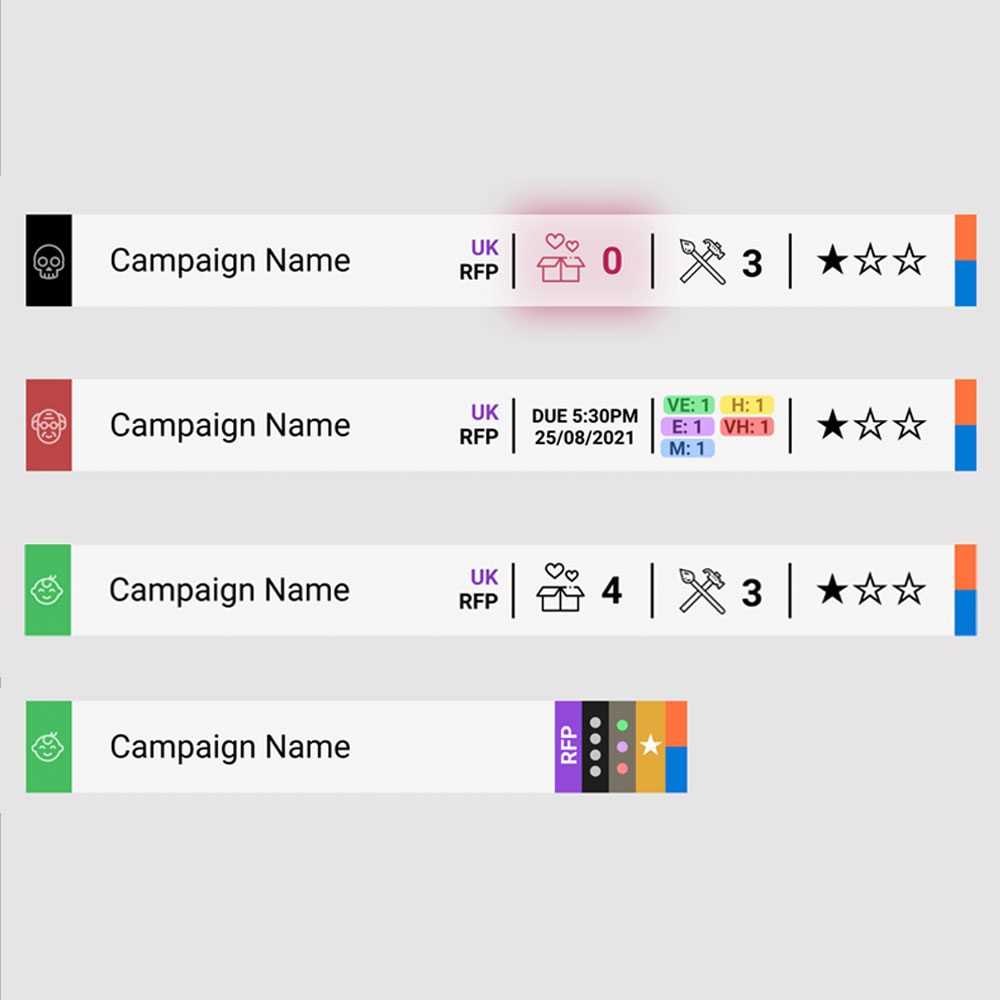 Campaign Name
UK
RFP
0
3
Campaign Name
UK
RFP
DUE 5:30PM
25/08/2021
VE: 1 H: 1
E: 1 VH: 1
M: 1
Campaign Name
UK
RFP
4
3
Campaign Name
RFP